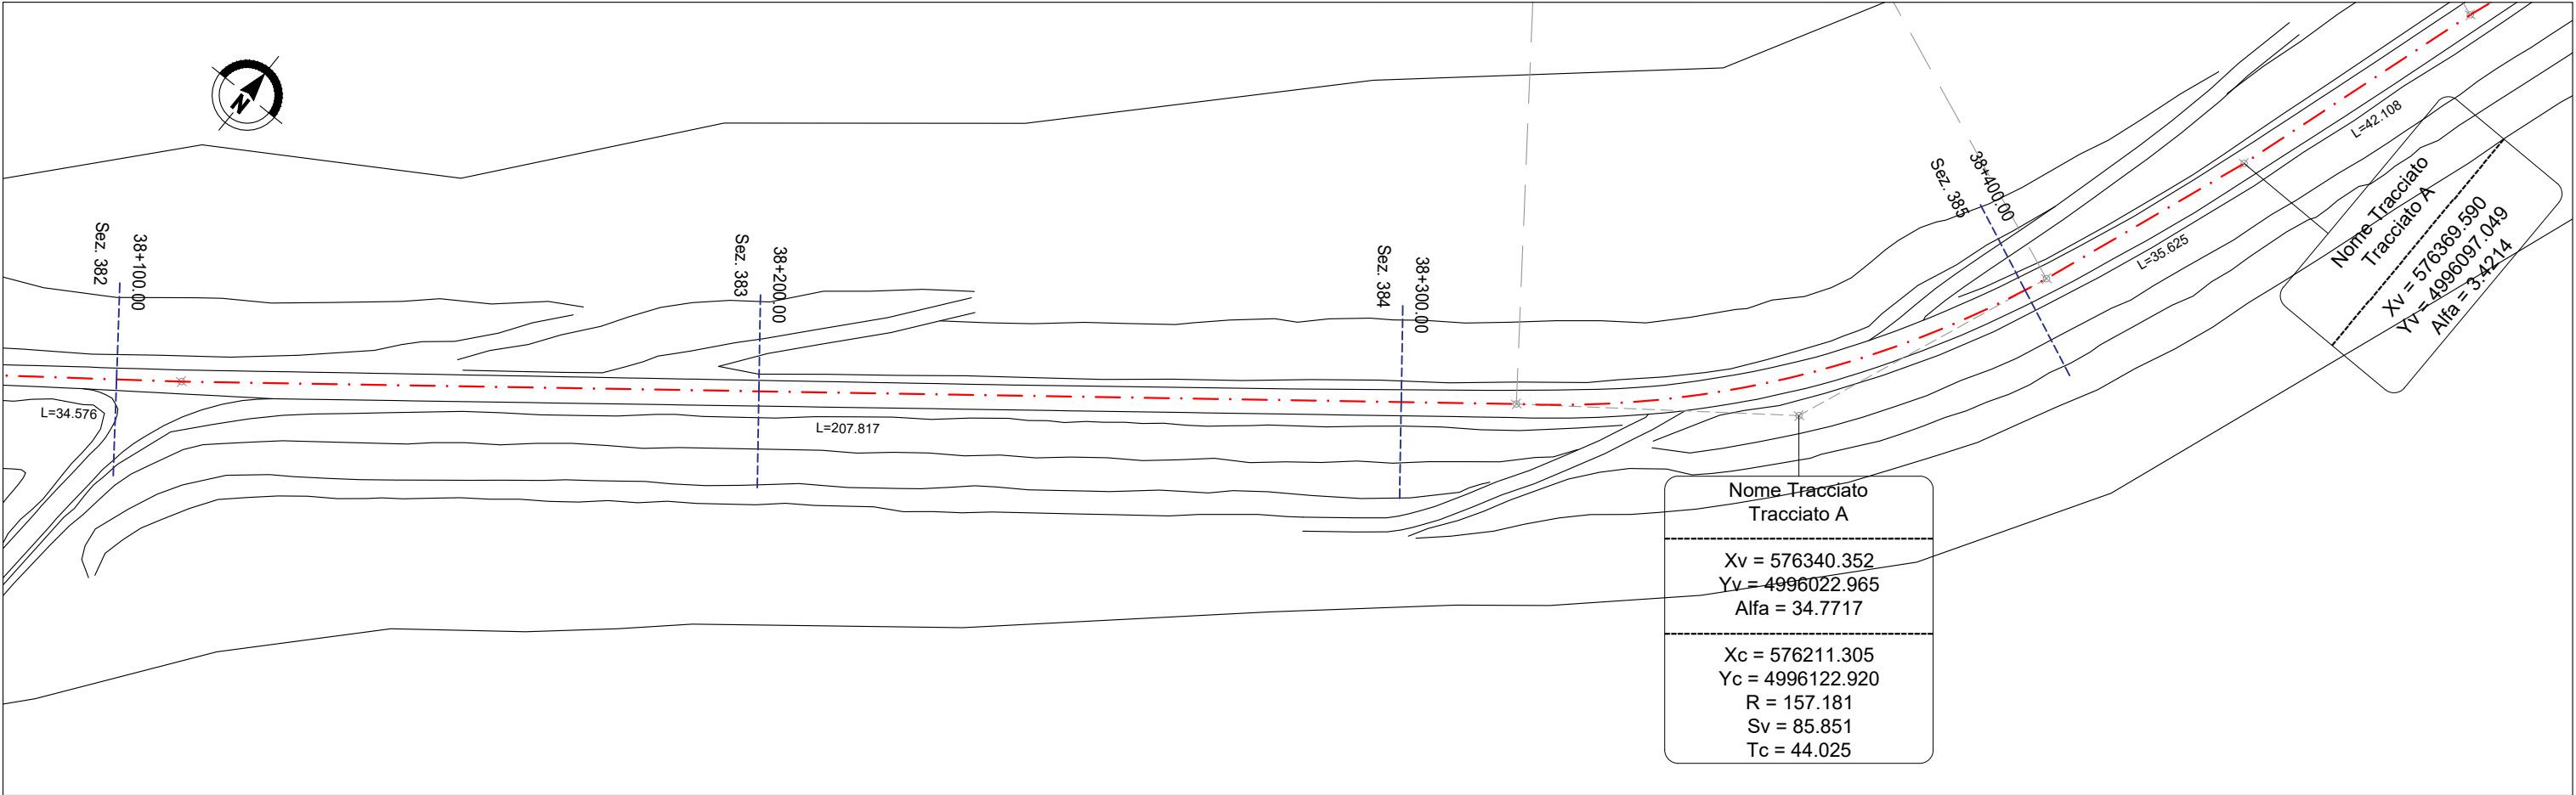 N
Sez. 382
38+100.00
L=34.576
Sez. 383
38+200.00
L=207.817
Sez. 384
38+300.00
Sez. 385
38+400.00
L=35.625
L=42.108
Nome Tracciato
Tracciato A
Xv = 576369.590
Yv = 4996097.049
Alfa = 3.4214
Nome Tracciato
Tracciato A
Xv = 576340.352
Yv = 4996022.965
Alfa = 34.7717
Xc = 576211.305
Yc = 4996122.920
R = 157.181
Sv = 85.851
Tc = 44.025